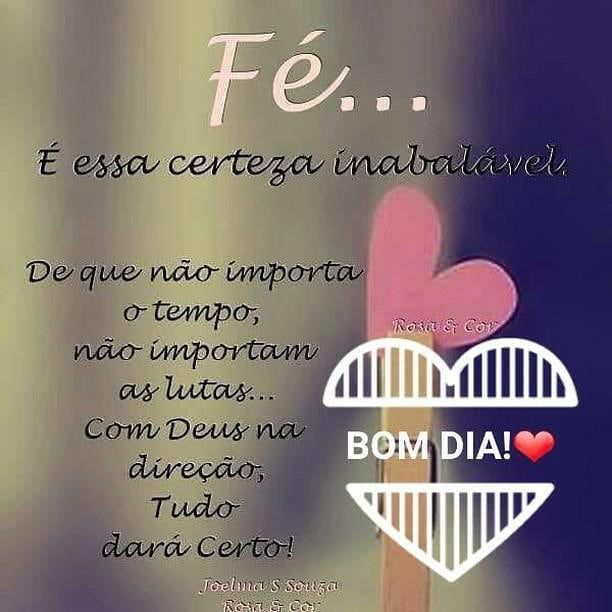 Fé...
É essa certeza inabalável.
De que não importa
o tempo,
não importam
as lutas...
Com Deus na
direção,
Tudo
dará Certo!
Rosa & Cor
BOM DIA!❤️
Joelma S Souza
Rosa & Cor